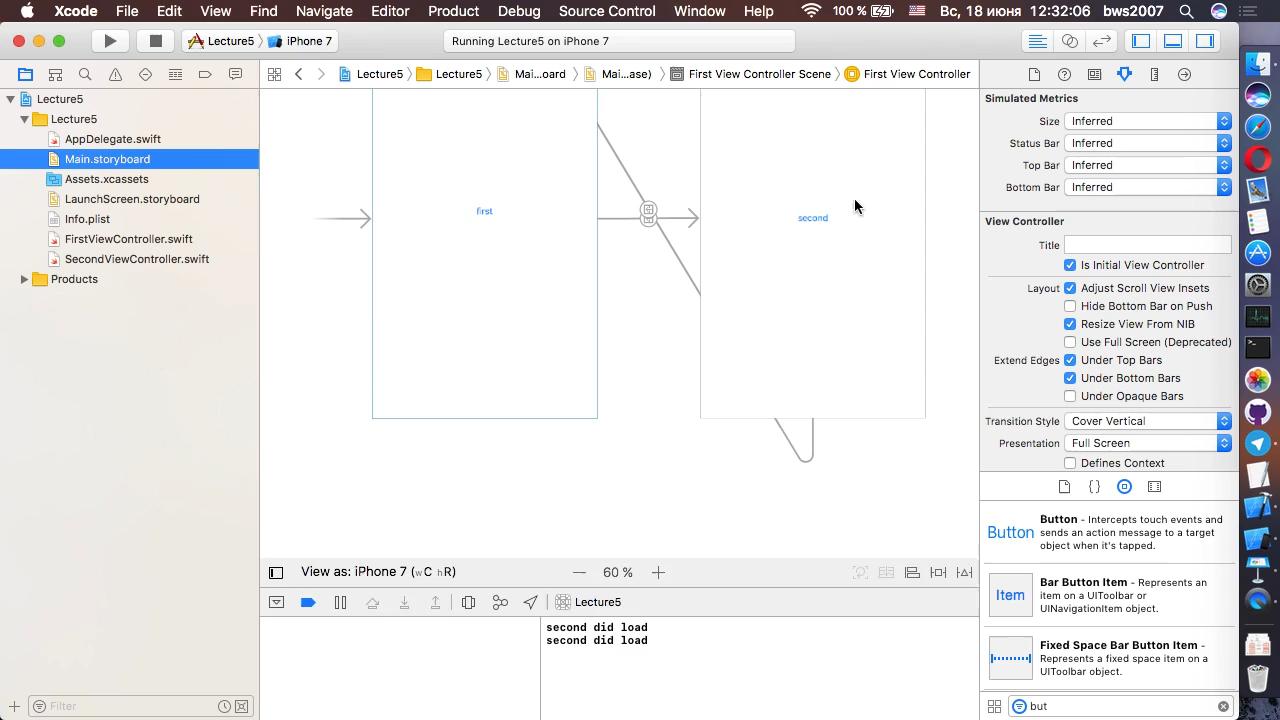 Xcode File Edit View Find Navigate Editor Product Debug Source Control Window Help 100 % Вс, 18 июня 12:32:06 bws2007
Lecture5 iPhone 7 Running Lecture5 on iPhone 7
Lecture5 Lecture5 Mai...oard Mai...ase) First View Controller Scene First View Controller
Lecture5
Lecture5
AppDelegate.swift
Main.storyboard
Assets.xcassets
LaunchScreen.storyboard
Info.plist
FirstViewController.swift
SecondViewController.swift
Products
Filter
first
second
View as: iPhone 7 (wC hR) 60 %
Lecture5
second did load
second did load
Simulated Metrics
Size Inferred
Status Bar Inferred
Top Bar Inferred
Bottom Bar Inferred
View Controller
Title
Is Initial View Controller
Layout Adjust Scroll View Insets
Hide Bottom Bar on Push
Resize View From NIB
Use Full Screen (Deprecated)
Extend Edges Under Top Bars
Under Bottom Bars
Under Opaque Bars
Transition Style Cover Vertical
Presentation Full Screen
Defines Context
Button
Button - Intercepts touch events and
sends an action message to a target
object when it's tapped.
Item
Bar Button Item - Represents an
item on a UIToolbar or
UINavigationItem object.
Fixed Space Bar Button Item -
Represents a fixed space item on a
UIToolbar object.
but